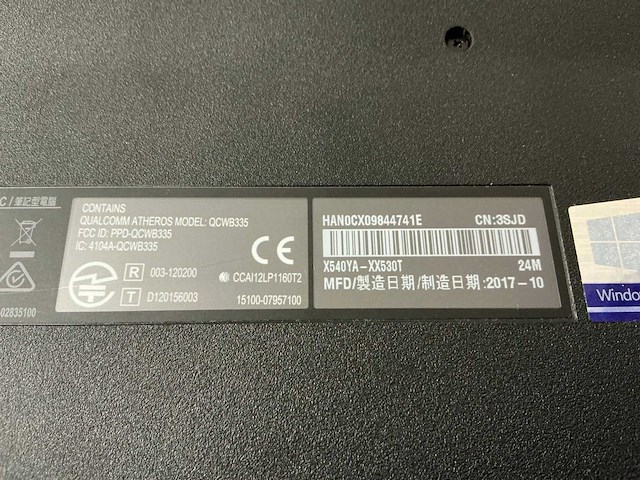 C / 筆記型電腦
-02835100
CONTAINS
QUALCOMM ATHEROS MODEL: QCWB335
FCC ID: PPD-QCWB335
IC: 4104A-QCWB335
R 003-120200
T D120156003
CE
CCAI12LP1160T2
15100-07957100
HAN0CX09844741E CN:3SJD
X540YA-XX530T 24M
MFD/製造日期/制造日期:2017-10
Window